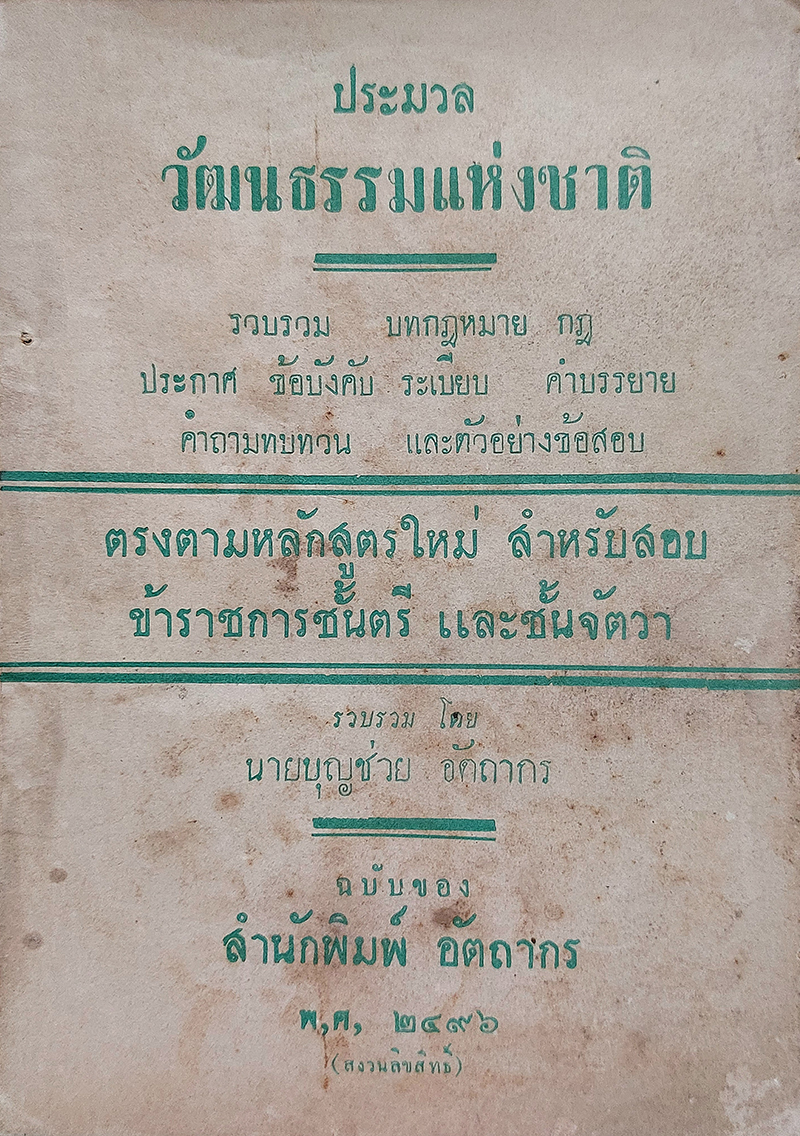 ประมวล
วัฒนธรรมแห่งชาติ
รวบรวม บทกฎหมาย กฎ
ประกาศ ข้อบังคับ ระเบียบ คำบรรยาย
คำถามทบทวน และตัวอย่างข้อสอบ
ตรงตามหลักสูตรใหม่ สำหรับสอบ
ข้าราชการชั้นตรี และชั้นจัตวา
รวบรวม โดย
นายบุญช่วย อัตถากร
ฉบับของ
สำนักพิมพ์ อัตถากร
พ,ศ, ๒๔๙๖
(สงวนลิขสิทธิ์)